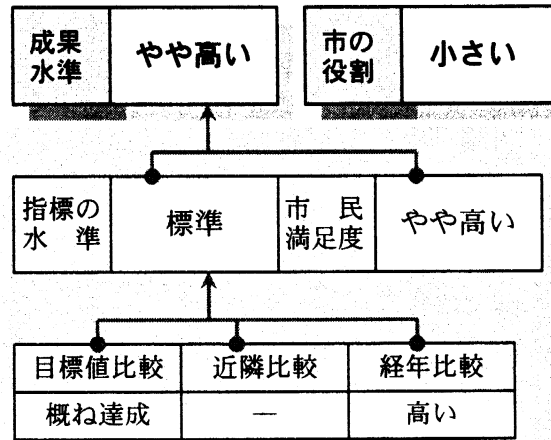 成果
水準
やや高い
市の
役割
小さい
指標の
水 準
標準
市 民
満足度
やや高い
目標値比較 近隣比較 経年比較
概ね達成 — 高い